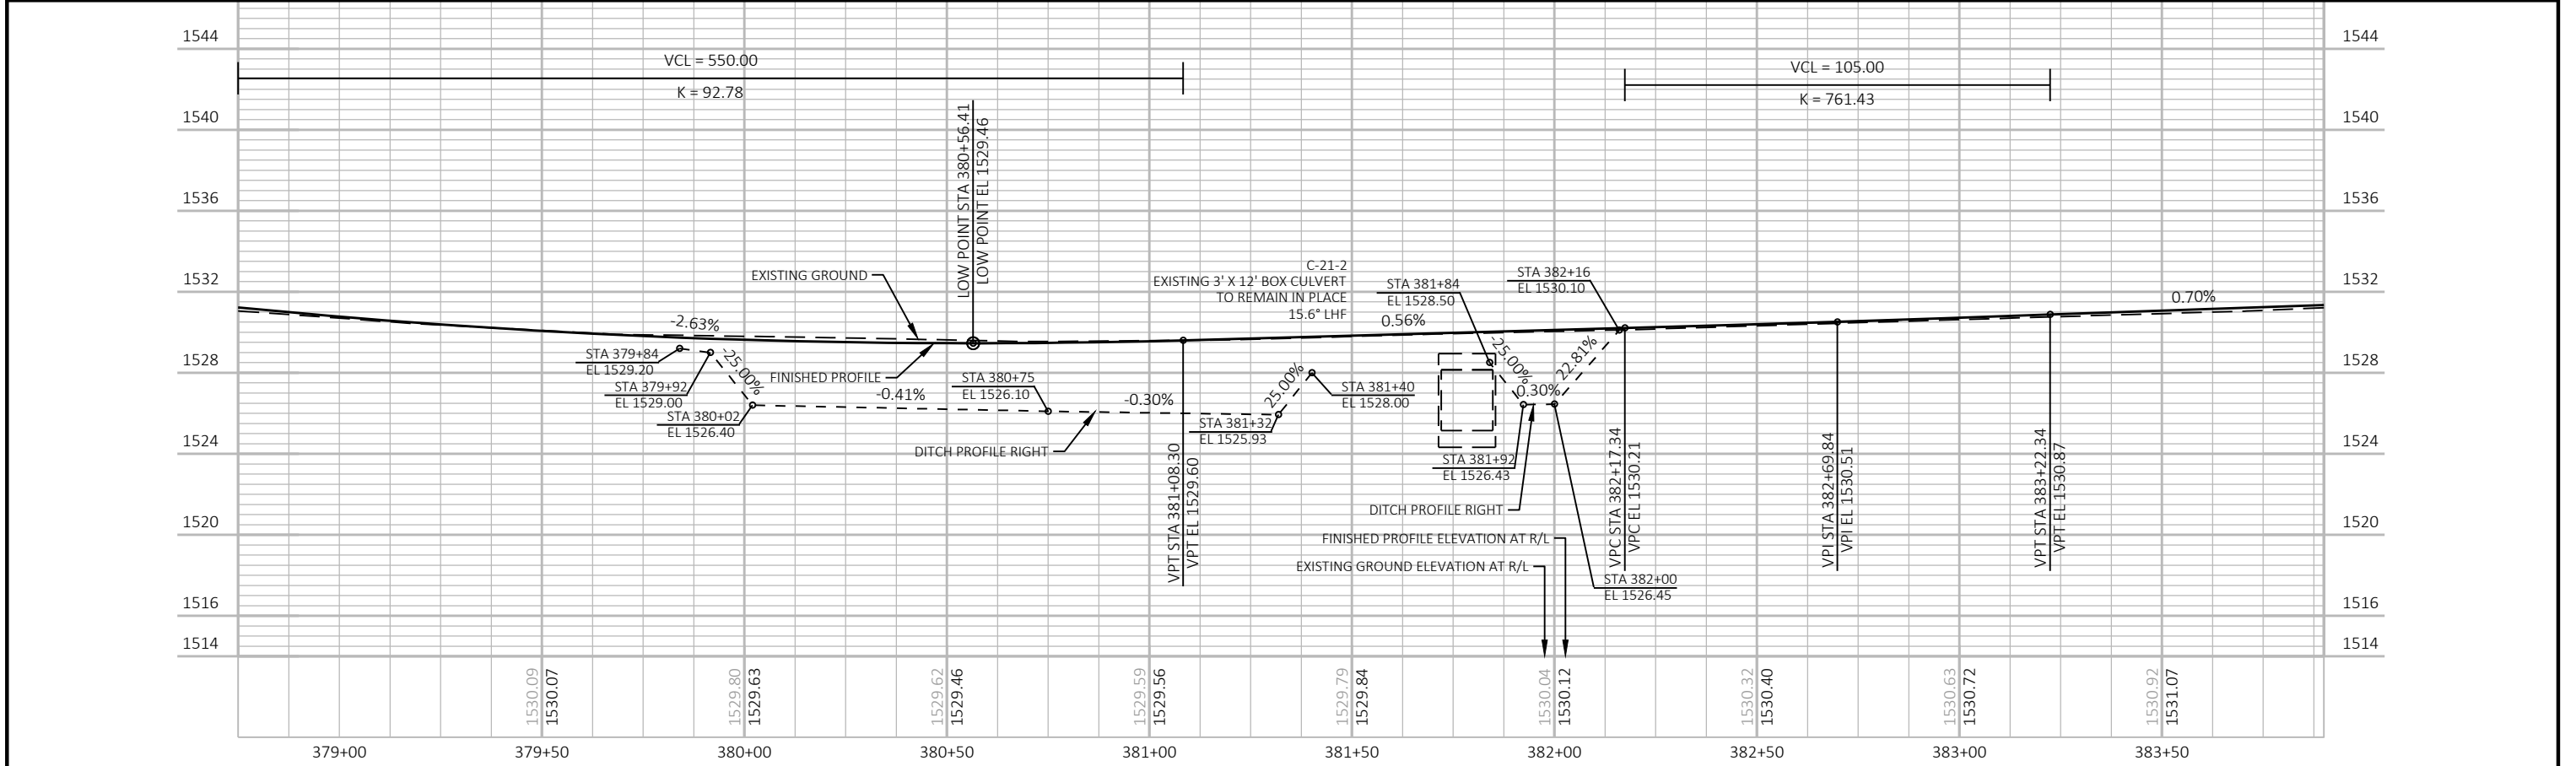 1544
1544
VCL = 550.00
K = 92.78
VCL = 105.00
K = 761.43
1540
1540
LOW POINT STA 380+56.41
LOW POINT EL 1529.46
1536
1536
1532
1532
EXISTING GROUND
C-21-2
EXISTING 3' X 12' BOX CULVERT
TO REMAIN IN PLACE
15.6° LHF
STA 381+84
EL 1528.50
STA 382+16
EL 1530.10
0.70%
-2.63%
0.56%
1528
1528
STA 379+84
EL 1529.20
STA 379+92
EL 1529.00
-25.00%
STA 380+02
EL 1526.40
FINISHED PROFILE
-0.41%
STA 380+75
EL 1526.10
-0.30%
25.00%
STA 381+40
EL 1528.00
STA 381+32
EL 1525.93
-25.00%
0.30%
22.81%
DITCH PROFILE RIGHT
1524
1524
STA 381+92
EL 1526.43
DITCH PROFILE RIGHT
VPT STA 381+08.30
VPT EL 1529.60
VPC STA 382+17.34
VPC EL 1530.21
VPI STA 382+69.84
VPI EL 1530.51
VPT STA 383+22.34
VPT EL 1530.87
1520
1520
FINISHED PROFILE ELEVATION AT R/L
EXISTING GROUND ELEVATION AT R/L
STA 382+00
EL 1526.45
1516
1516
1514
1514
1530.09
1530.07
1529.80
1529.63
1529.62
1529.46
1529.59
1529.56
1529.79
1529.84
1530.04
1530.12
1530.32
1530.40
1530.63
1530.72
1530.92
1531.07
379+00
379+50
380+00
380+50
381+00
381+50
382+00
382+50
383+00
383+50